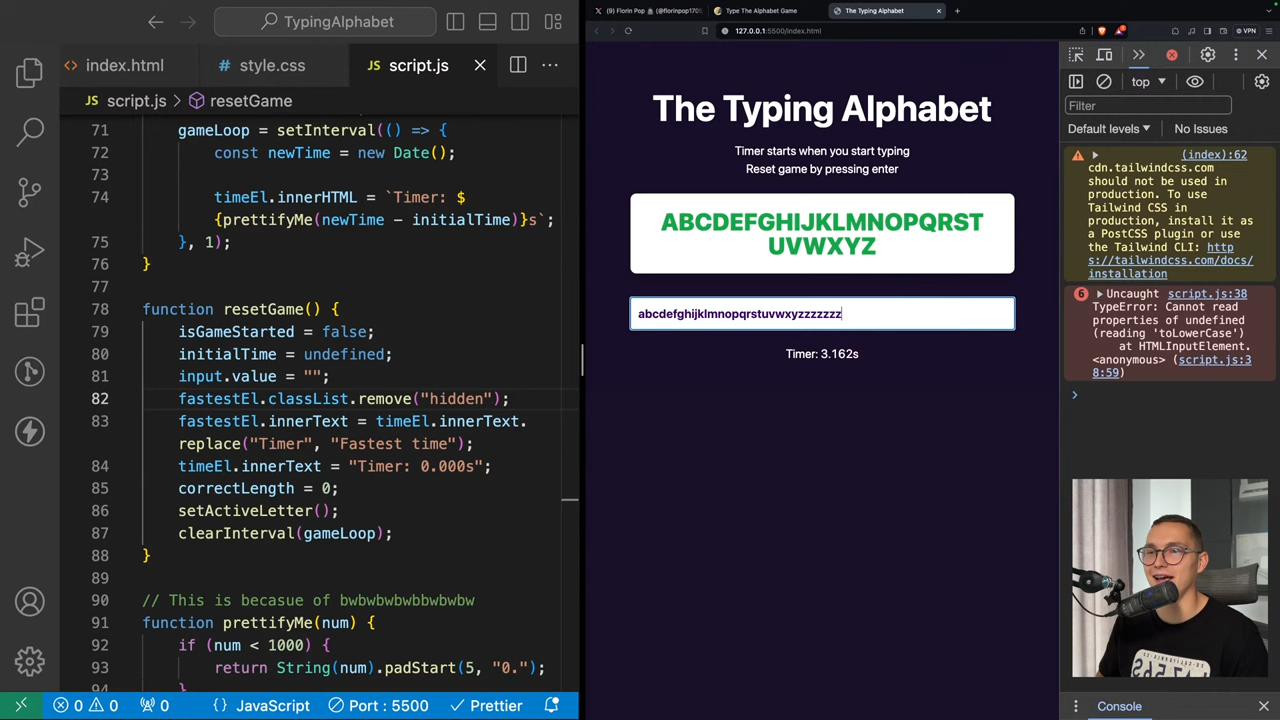 TypingAlphabet
index.html
style.css
JS script.js
JS script.js > resetGame
71 gameLoop = setInterval(() => {
72 const newTime = new Date();
73
74 timeEl.innerHTML = `Timer: $
{prettifyMe(newTime - initialTime)}s`;
75 }, 1);
76 }
77
78 function resetGame() {
79 isGameStarted = false;
80 initialTime = undefined;
81 input.value = "";
82 fastestEl.classList.remove("hidden");
83 fastestEl.innerText = timeEl.innerText.
replace("Timer", "Fastest time");
84 timeEl.innerText = "Timer: 0.000s";
85 correctLength = 0;
86 setActiveLetter();
87 clearInterval(gameLoop);
88 }
89
90 // This is becasue of bwbwbwbwbbwbwbw
91 function prettifyMe(num) {
92 if (num < 1000) {
93 return String(num).padStart(5, "0.");
94 }
0 0 0 {} JavaScript Port : 5500 Prettier
Type The Alphabet Game
The Typing Alphabet
127.0.0.1:5500/index.html
VPN
The Typing Alphabet
Timer starts when you start typing
Reset game by pressing enter
ABCDEFGHIJKLMNOPQRST
UVWXYZ
abcdefghijklmnopqrstuvwxyzzzzzzz
Timer: 3.162s
top
Filter
Default levels No Issues
(index):62
cdn.tailwindcss.com
should not be used in
production. To use
Tailwind CSS in
production, install it as
a PostCSS plugin or use
the Tailwind CLI: http
s://tailwindcss.com/docs/
installation
6 Uncaught script.js:38
TypeError: Cannot read
properties of undefined
(reading 'toLowerCase')
at HTMLInputElement.
<anonymous> (script.js:3
8:59)
Console